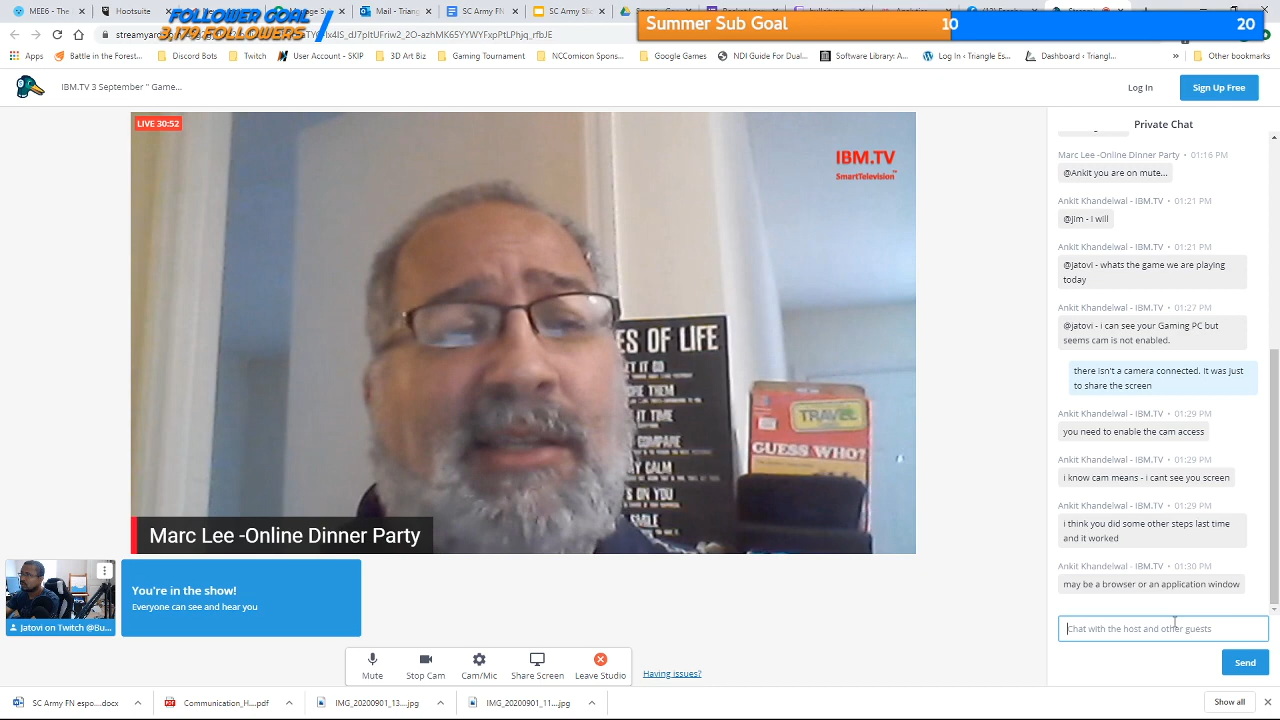 MEE6 - The
Hootsuite
Mail - Triang
SC Army FN
SC Army Skin
FOLLOWER GOAL
3,179 FOLLOWERS
Summer Sub Goal
10
20
Apps
Battle in the Innerest...
Discord Bots
Twitch
User Account - SKIP
3D Art Biz
Gaming Tournament
NCComicon Spons...
Google Games
NDI Guide For Dual...
Software Library: A...
Log In ‹ Triangle Es...
Dashboard ‹ Triangl...
»
Other bookmarks
IBM.TV 3 September " Game...
Log In
Sign Up Free
LIVE 30:52
IBM.TV
SmartTelevision™
ES OF LIFE
IT TIME
COMPARE
CALM
S ON YOU
SMILE
TRAVEL
GUESS WHO?
Marc Lee -Online Dinner Party
Jatovi on Twitch @Bu...
You're in the show!
Everyone can see and hear you
Mute
Stop Cam
Cam/Mic
Share Screen
Leave Studio
Having issues?
Private Chat
Marc Lee -Online Dinner Party • 01:16 PM
@Ankit you are on mute...
Ankit Khandelwal - IBM.TV • 01:21 PM
@Jim - I will
Ankit Khandelwal - IBM.TV • 01:21 PM
@Jatovi - whats the game we are playing
today
Ankit Khandelwal - IBM.TV • 01:27 PM
@jatovi - i can see your Gaming PC but
seems cam is not enabled.
there isn't a camera connected. It was just
to share the screen
Ankit Khandelwal - IBM.TV • 01:29 PM
you need to enable the cam access
Ankit Khandelwal - IBM.TV • 01:29 PM
i know cam means - i cant see you screen
Ankit Khandelwal - IBM.TV • 01:29 PM
i think you did some other steps last time
and it worked
Ankit Khandelwal - IBM.TV • 01:30 PM
may be a browser or an application window
Chat with the host and other guests
Send
SC Army FN espo....docx
Communication_H....pdf
IMG_20200901_13....jpg
IMG_20200901_11....jpg
Show all